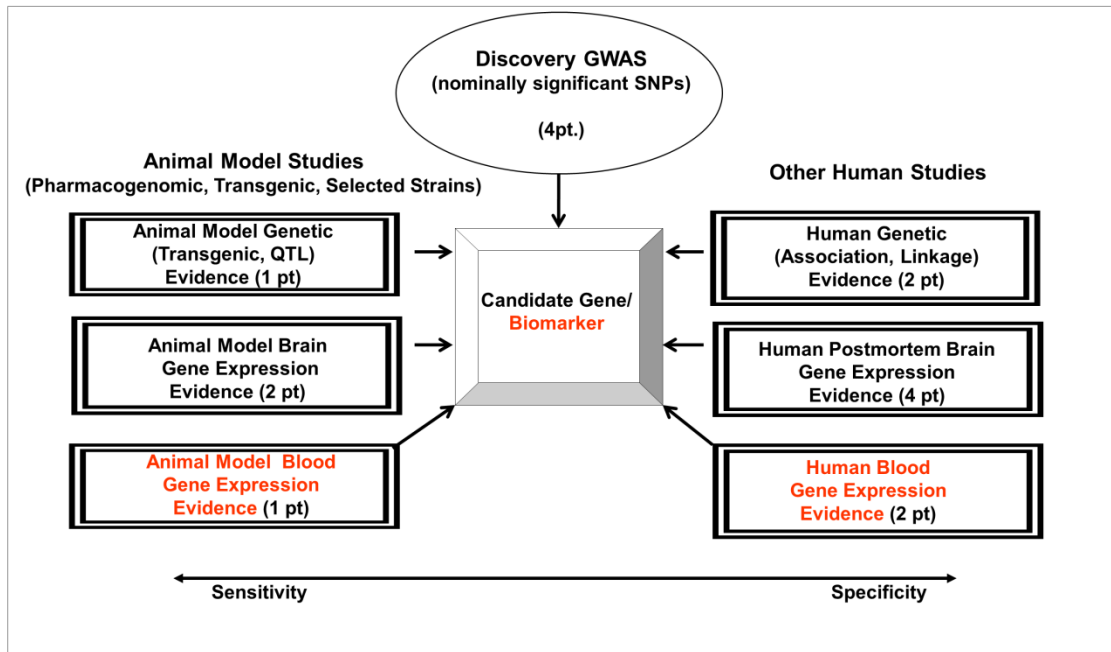 Discovery GWAS
(nominally significant SNPs)
(4pt.)
Animal Model Studies
(Pharmacogenomic, Transgenic, Selected Strains)
Other Human Studies
Animal Model Genetic
(Transgenic, QTL)
Evidence (1 pt)
Human Genetic
(Association, Linkage)
Evidence (2 pt)
Candidate Gene/
Biomarker
Animal Model Brain
Gene Expression
Evidence (2 pt)
Human Postmortem Brain
Gene Expression
Evidence (4 pt)
Animal Model Blood
Gene Expression
Evidence (1 pt)
Human Blood
Gene Expression
Evidence (2 pt)
Sensitivity
Specificity